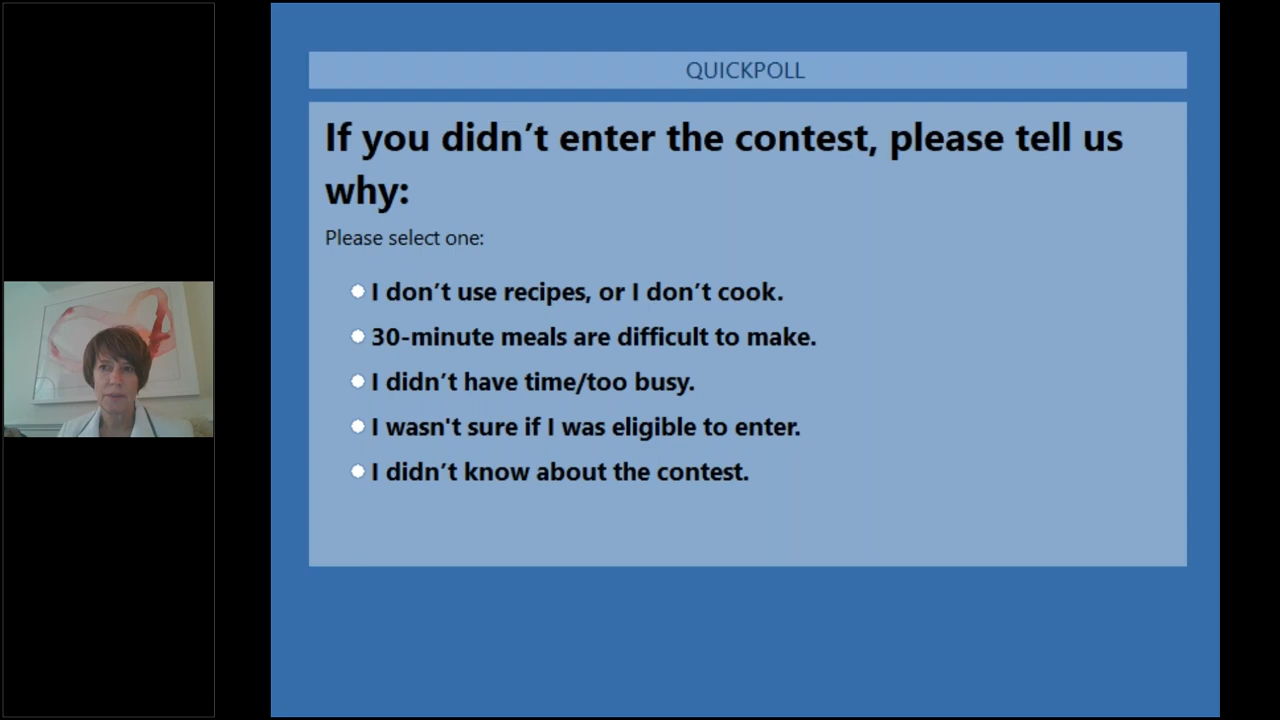 QUICKPOLL
If you didn’t enter the contest, please tell us
why:
Please select one:
I don’t use recipes, or I don’t cook.
30-minute meals are difficult to make.
I didn’t have time/too busy.
I wasn't sure if I was eligible to enter.
I didn’t know about the contest.